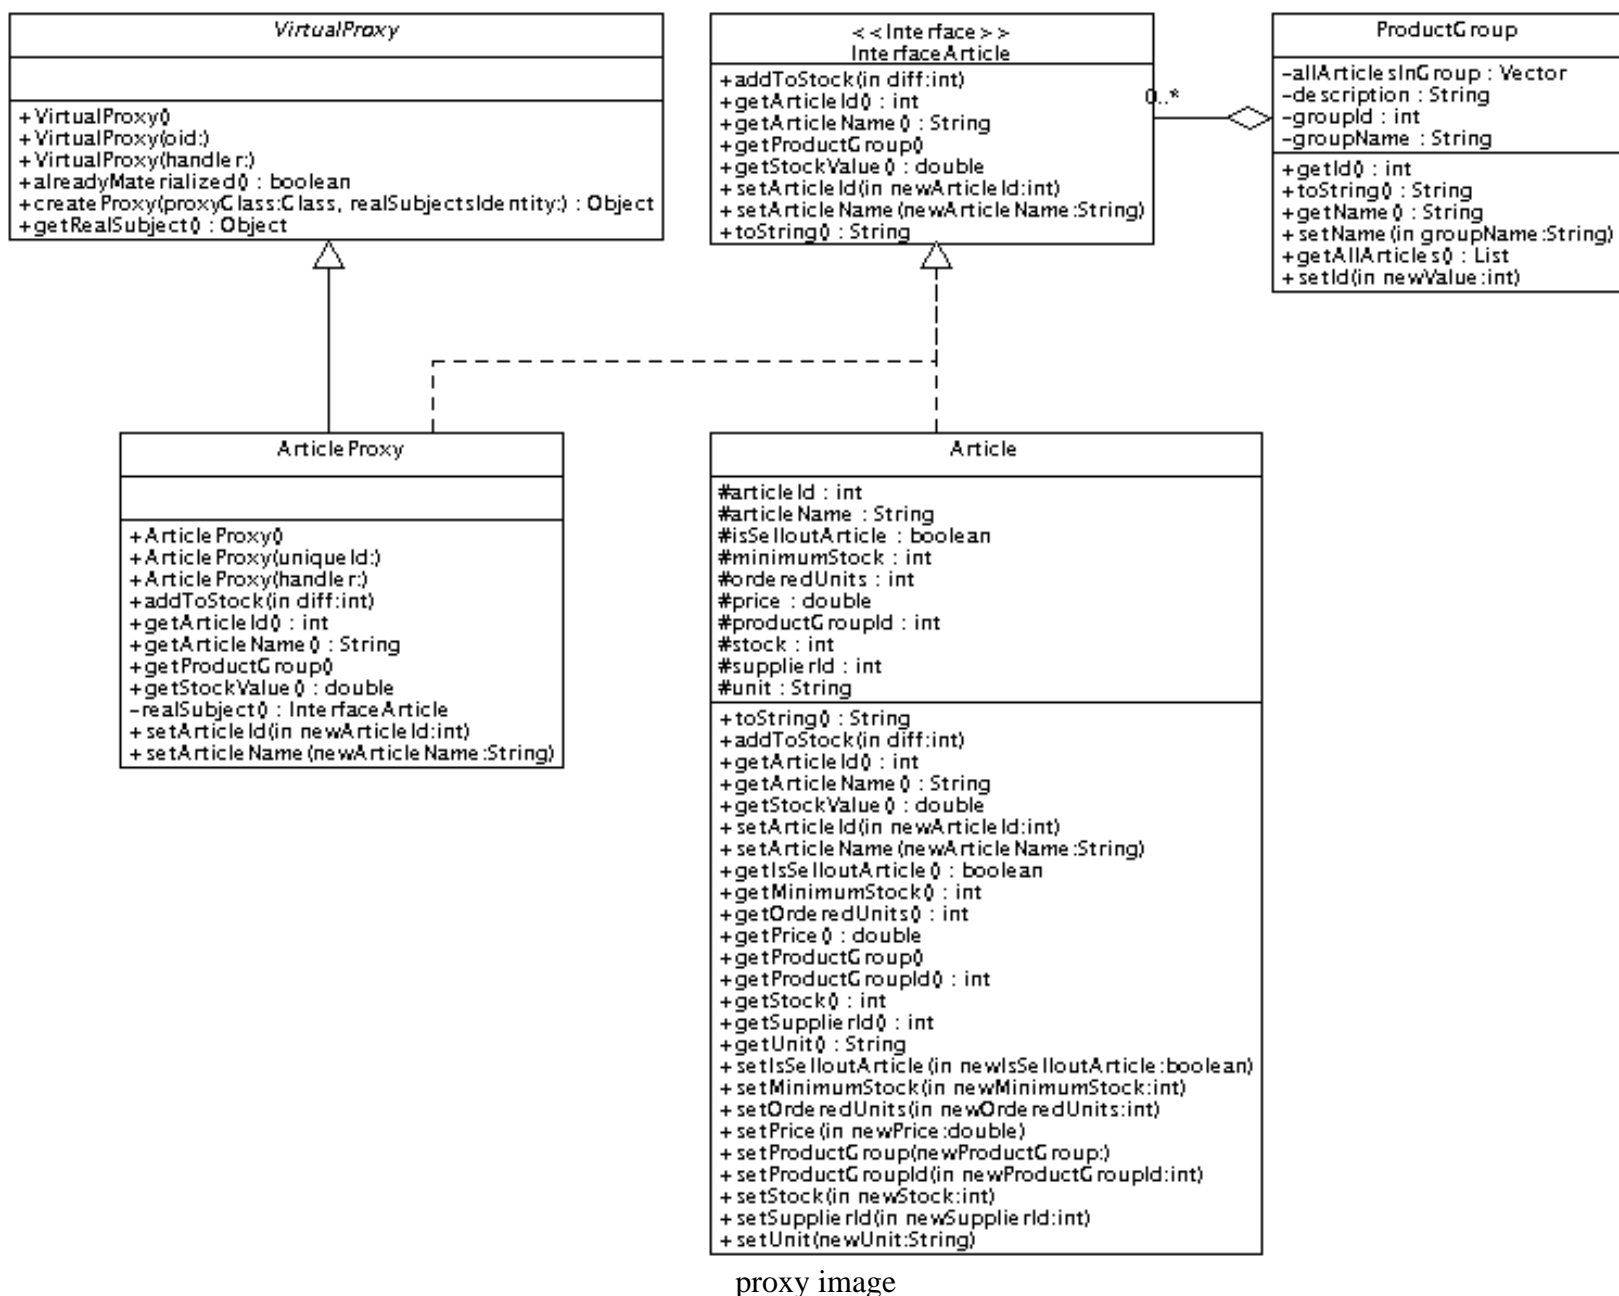 VirtualProxy
+VirtualProxy()
+VirtualProxy(oid:)
+VirtualProxy(handler:)
+alreadyMaterialized() : boolean
+createProxy(proxyClass:Class, realSubjectsIdentity:) : Object
+getRealSubject() : Object
<<Interface>>
InterfaceArticle
+addToStock(in diff:int)
+getArticleId() : int
+getArticleName() : String
+getProductGroup()
+getStockValue() : double
+setArticleId(in newArticleId:int)
+setArticleName(newArticleName:String)
+toString() : String
0..*
ProductGroup
-allArticlesInGroup : Vector
-description : String
-groupId : int
-groupName : String
+getId() : int
+toString() : String
+getName() : String
+setName(in groupName:String)
+getAllArticles() : List
+setId(in newValue:int)
ArticleProxy
+ArticleProxy()
+ArticleProxy(uniqueId:)
+ArticleProxy(handler:)
+addToStock(in diff:int)
+getArticleId() : int
+getArticleName() : String
+getProductGroup()
+getStockValue() : double
-realSubject() : InterfaceArticle
+setArticleId(in newArticleId:int)
+setArticleName(newArticleName:String)
Article
#articleId : int
#articleName : String
#isSelloutArticle : boolean
#minimumStock : int
#orderedUnits : int
#price : double
#productGroupId : int
#stock : int
#supplierId : int
#unit : String
+toString() : String
+addToStock(in diff:int)
+getArticleId() : int
+getArticleName() : String
+getStockValue() : double
+setArticleId(in newArticleId:int)
+setArticleName(newArticleName:String)
+getIsSelloutArticle() : boolean
+getMinimumStock() : int
+getOrderedUnits() : int
+getPrice() : double
+getProductGroup()
+getProductGroupId() : int
+getStock() : int
+getSupplierId() : int
+getUnit() : String
+setIsSelloutArticle(in newIsSelloutArticle:boolean)
+setMinimumStock(in newMinimumStock:int)
+setOrderedUnits(in newOrderedUnits:int)
+setPrice(in newPrice:double)
+setProductGroup(newProductGroup:)
+setProductGroupId(in newProductGroupId:int)
+setStock(in newStock:int)
+setSupplierId(in newSupplierId:int)
+setUnit(newUnit:String)
proxy image